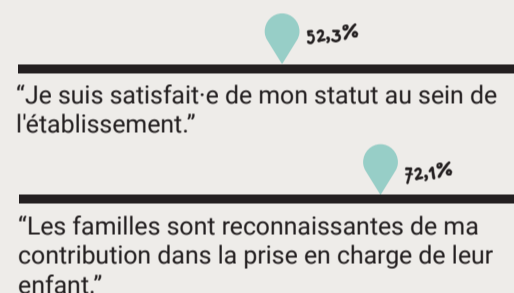 52,3%
“Je suis satisfait·e de mon statut au sein de
l'établissement.”
72,1%
“Les familles sont reconnaissantes de ma
contribution dans la prise en charge de leur
enfant.”